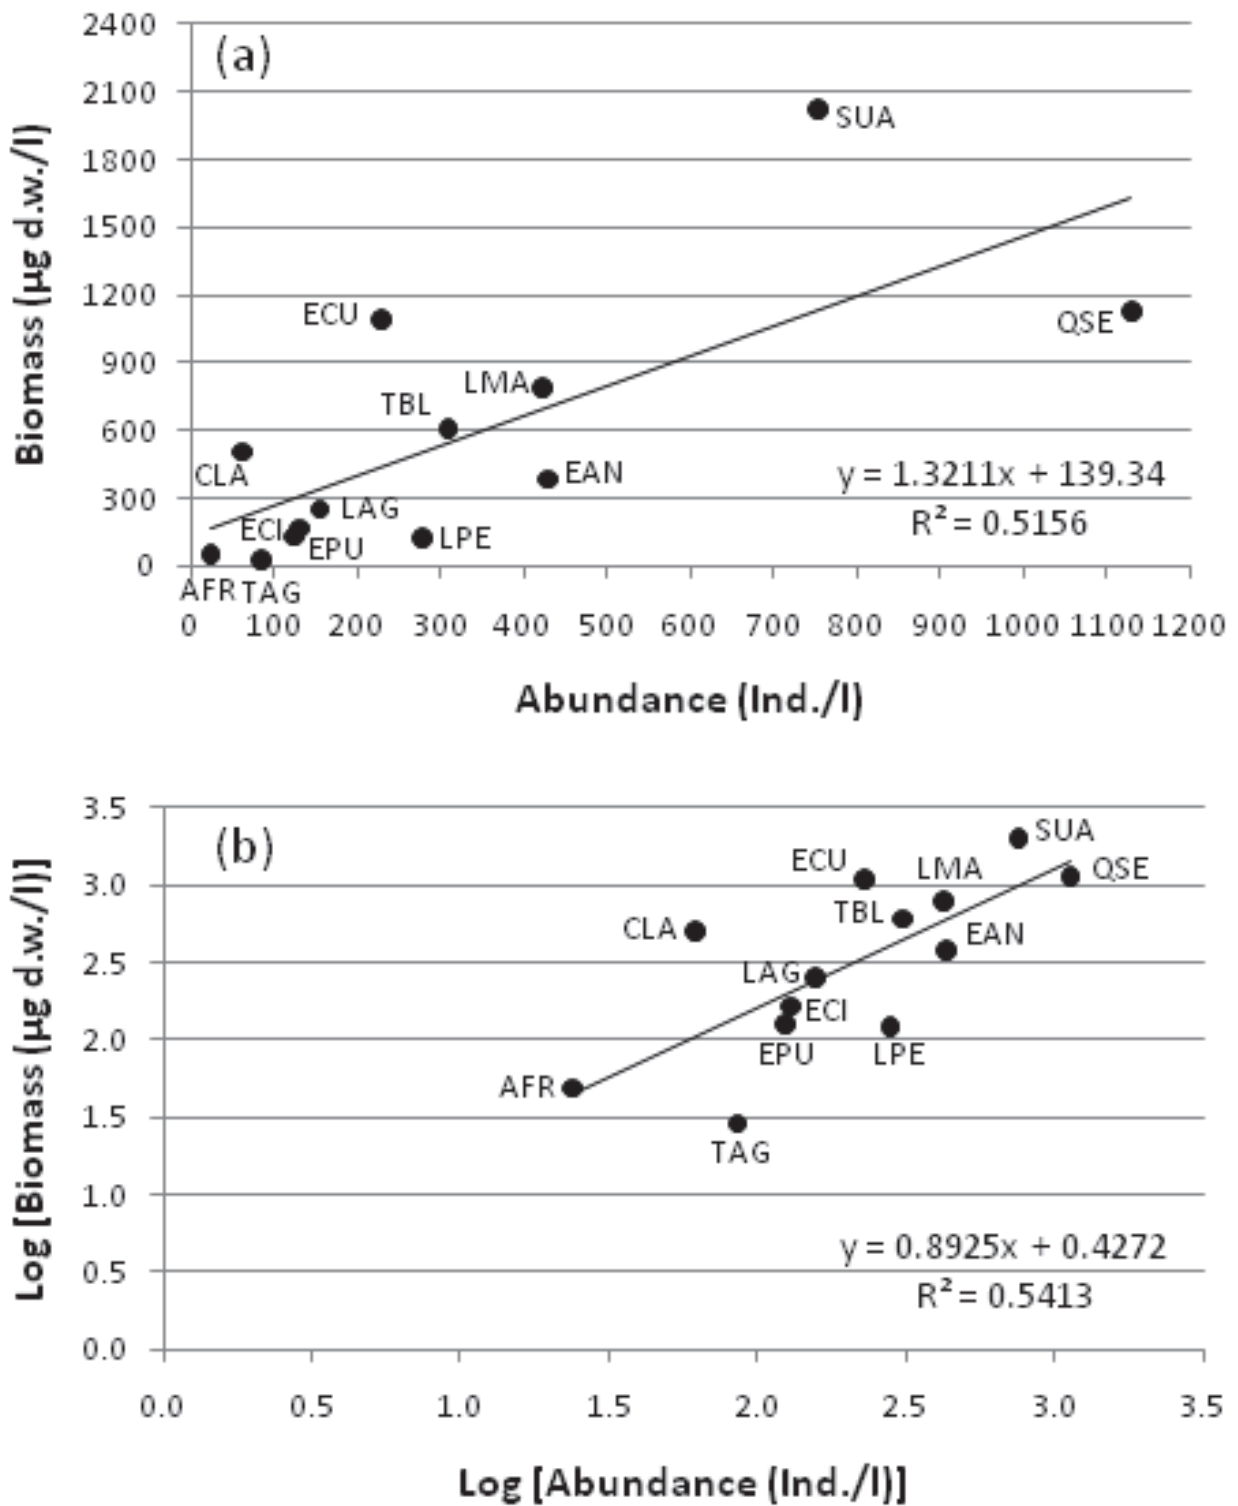 (a)
2400
2100
1800
1500
1200
900
600
300
0
Biomass (µg d.w./l)
SUA
ECU
QSE
LMA
TBL
CLA
EAN
LAG
ECI
EPU
LPE
AFR
TAG
y = 1.3211x + 139.34
R² = 0.5156
0 100 200 300 400 500 600 700 800 900 1000 1100 1200
Abundance (Ind./l)
(b)
3.5
3.0
2.5
2.0
1.5
1.0
0.5
0.0
Log [Biomass (µg d.w./l)]
SUA
ECU
LMA
QSE
TBL
CLA
EAN
LAG
ECI
EPU
LPE
AFR
TAG
y = 0.8925x + 0.4272
R² = 0.5413
0.0 0.5 1.0 1.5 2.0 2.5 3.0 3.5
Log [Abundance (Ind./l)]